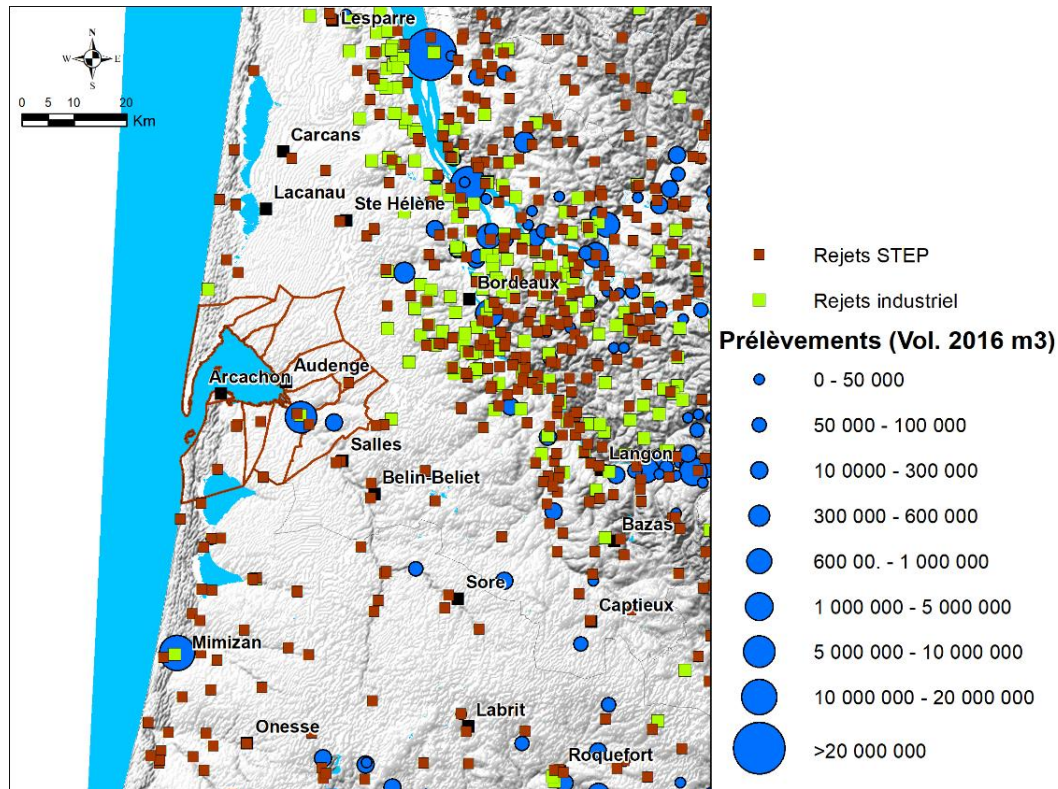 Lesparre
N
W E
S
0 5 10 20
Km
Carcans
Lacanau
Ste Hélène
Bordeaux
Audenge
Arcachon
Salles
Belin-Beliet
Langon
Bazas
Sore
Captieux
Mimizan
Labrit
Onesse
Roquefort
Rejets STEP
Rejets industriel
Prélèvements (Vol. 2016 m3)
0 - 50 000
50 000 - 100 000
10 0000 - 300 000
300 000 - 600 000
600 00. - 1 000 000
1 000 000 - 5 000 000
5 000 000 - 10 000 000
10 000 000 - 20 000 000
>20 000 000